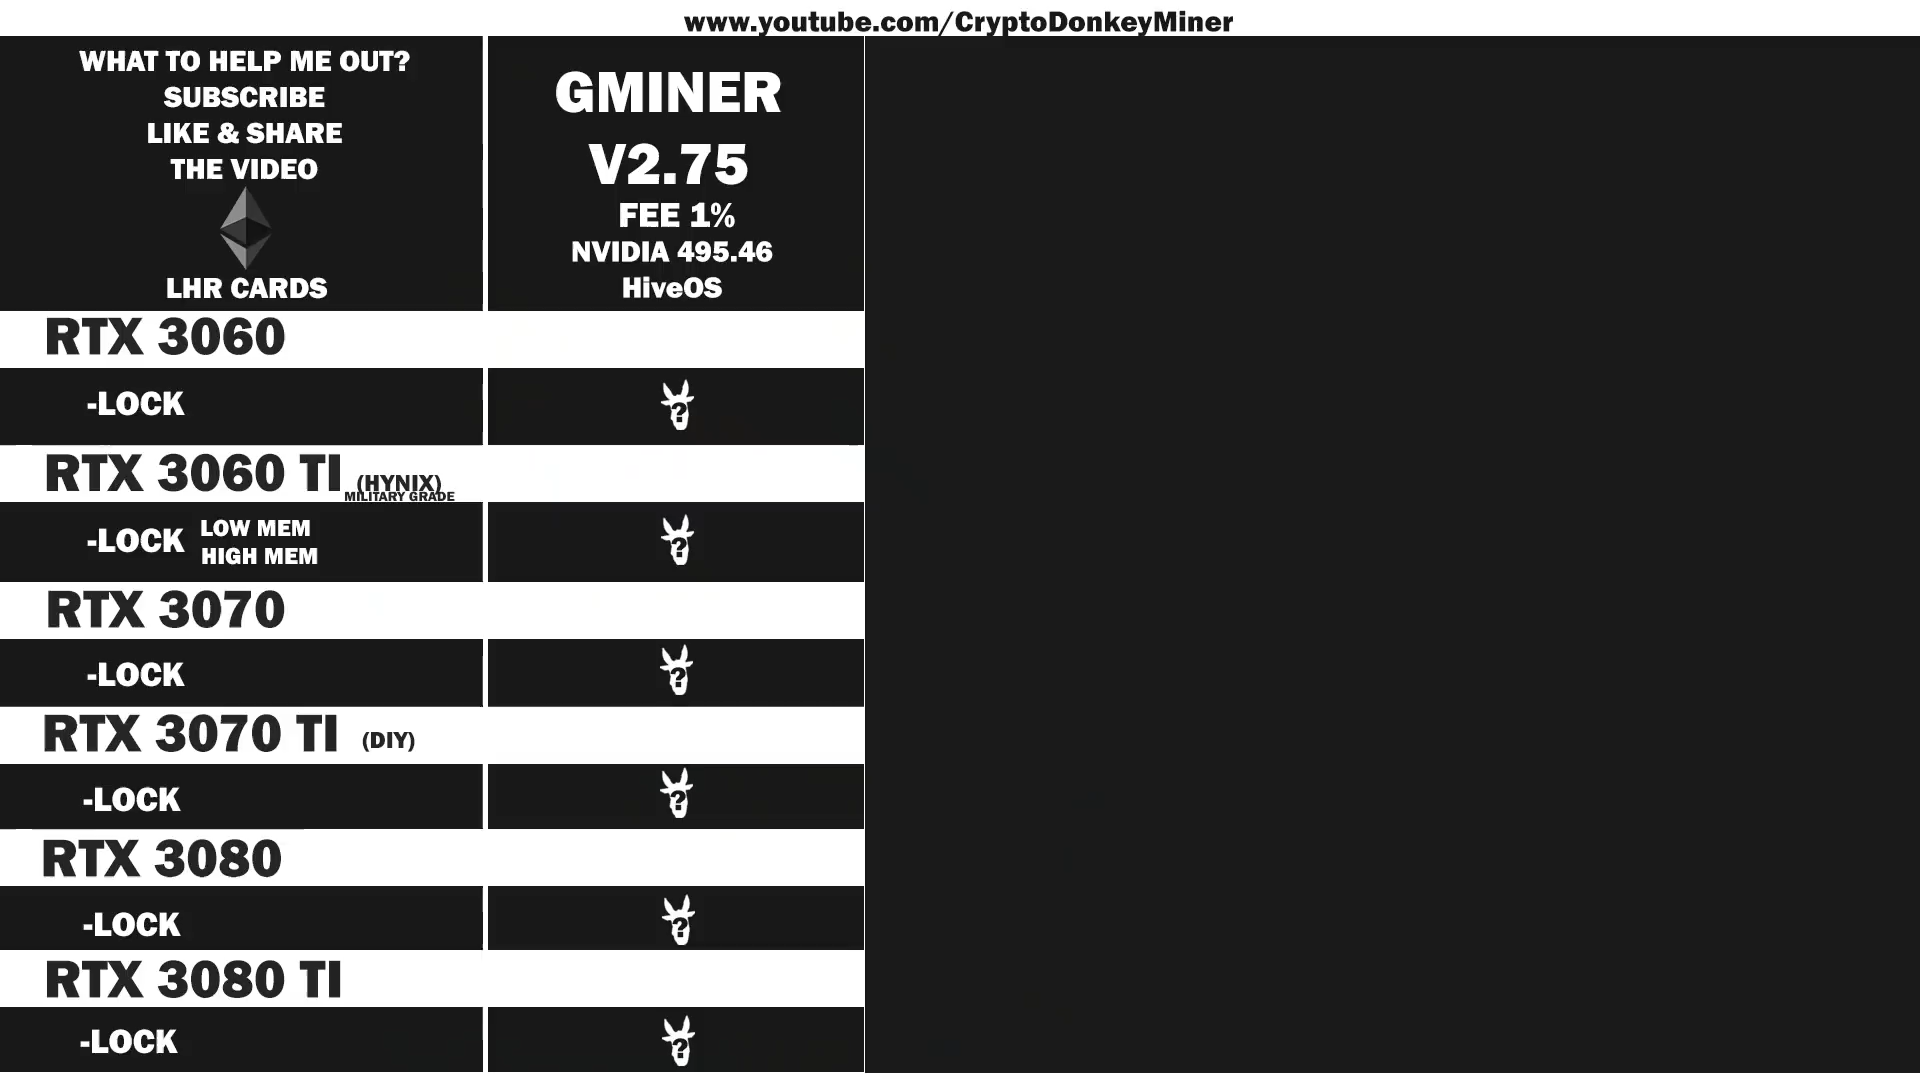 www.youtube.com/CryptoDonkeyMiner
WHAT TO HELP ME OUT?
SUBSCRIBE
LIKE & SHARE
THE VIDEO
LHR CARDS
GMINER
V2.75
FEE 1%
NVIDIA 495.46
HiveOS
RTX 3060
-LOCK
?
RTX 3060 TI (HYNIX)
MILITARY GRADE
-LOCK LOW MEM
HIGH MEM
?
RTX 3070
-LOCK
?
RTX 3070 TI (DIY)
-LOCK
?
RTX 3080
-LOCK
?
RTX 3080 TI
-LOCK
?